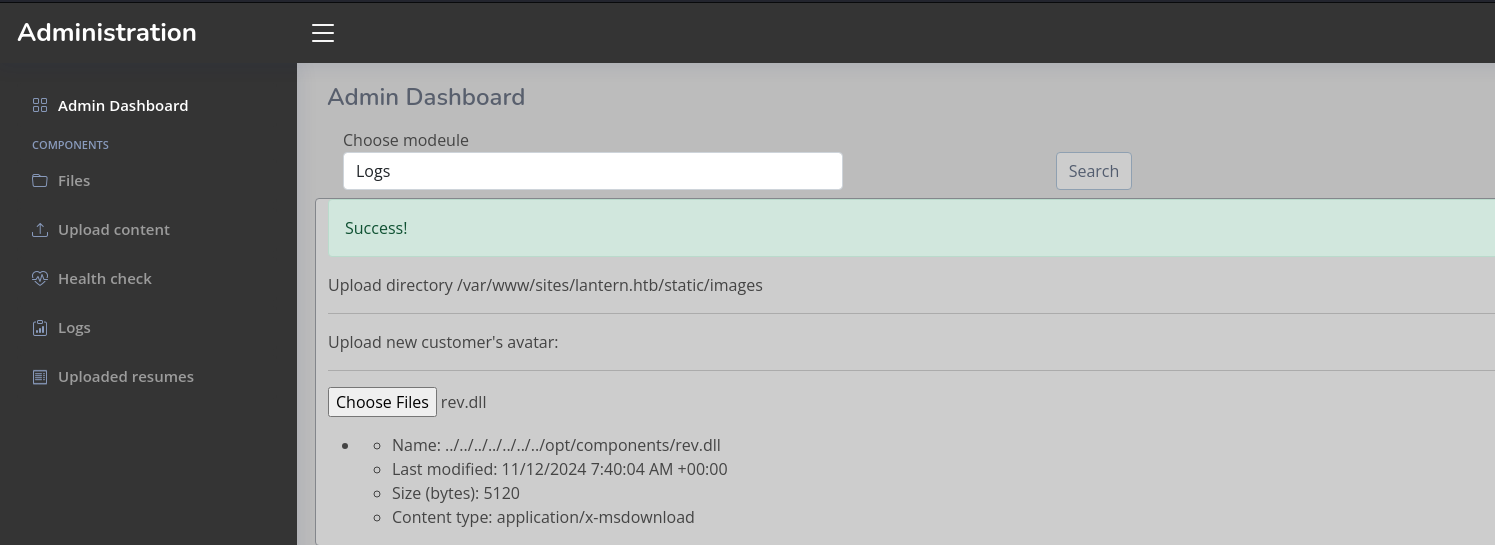 Administration
Admin Dashboard
COMPONENTS
Files
Upload content
Health check
Logs
Uploaded resumes
Admin Dashboard
Choose modeule
Logs
Search
Success!
Upload directory /var/www/sites/lantern.htb/static/images
Upload new customer's avatar:
Choose Files rev.dll
Name: ../../../../../../../opt/components/rev.dll
Last modified: 11/12/2024 7:40:04 AM +00:00
Size (bytes): 5120
Content type: application/x-msdownload